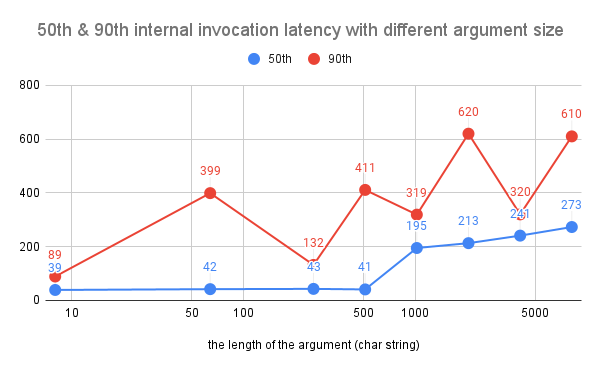 50th & 90th internal invocation latency with different argument size
50th 90th
800
600
400
200
0
89 399 132 411 319 620 320 610
39 42 43 41 195 213 241 273
10 50 100 500 1000 5000
the length of the argument (char string)